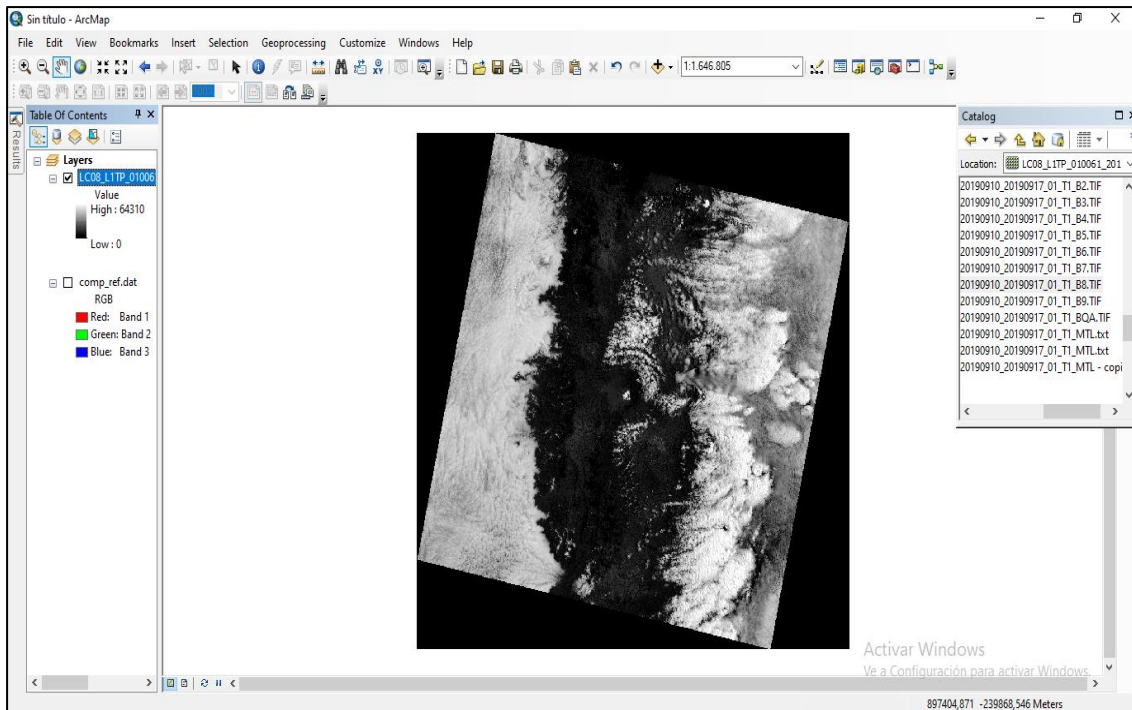 Sin título - ArcMap
File Edit View Bookmarks Insert Selection Geoprocessing Customize Windows Help
1:1.646.805
Table Of Contents
Results
Layers
LC08_L1TP_01006
Value
High : 64310
Low : 0
comp_ref.dat
RGB
Red: Band 1
Green: Band 2
Blue: Band 3
Catalog
Location: LC08_L1TP_010061_201
20190910_20190917_01_T1_B2.TIF
20190910_20190917_01_T1_B3.TIF
20190910_20190917_01_T1_B4.TIF
20190910_20190917_01_T1_B5.TIF
20190910_20190917_01_T1_B6.TIF
20190910_20190917_01_T1_B7.TIF
20190910_20190917_01_T1_B8.TIF
20190910_20190917_01_T1_B9.TIF
20190910_20190917_01_T1_BQA.TIF
20190910_20190917_01_T1_MTL.txt
20190910_20190917_01_T1_MTL.txt
20190910_20190917_01_T1_MTL - copi
Activar Windows
Ve a Configuración para activar Windows.
897404,871 -239868,546 Meters